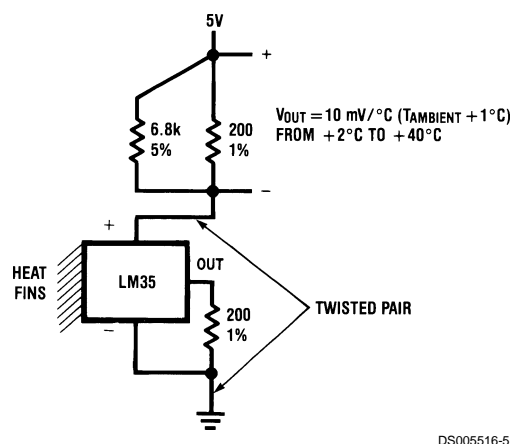 5V
+
6.8k
5%
200
1%
VOUT = 10 mV/°C (TAMBIENT + 1°C)
FROM + 2°C TO + 40°C
−
+
HEAT
FINS
LM35
OUT
−
200
1%
TWISTED PAIR
DS005516-5